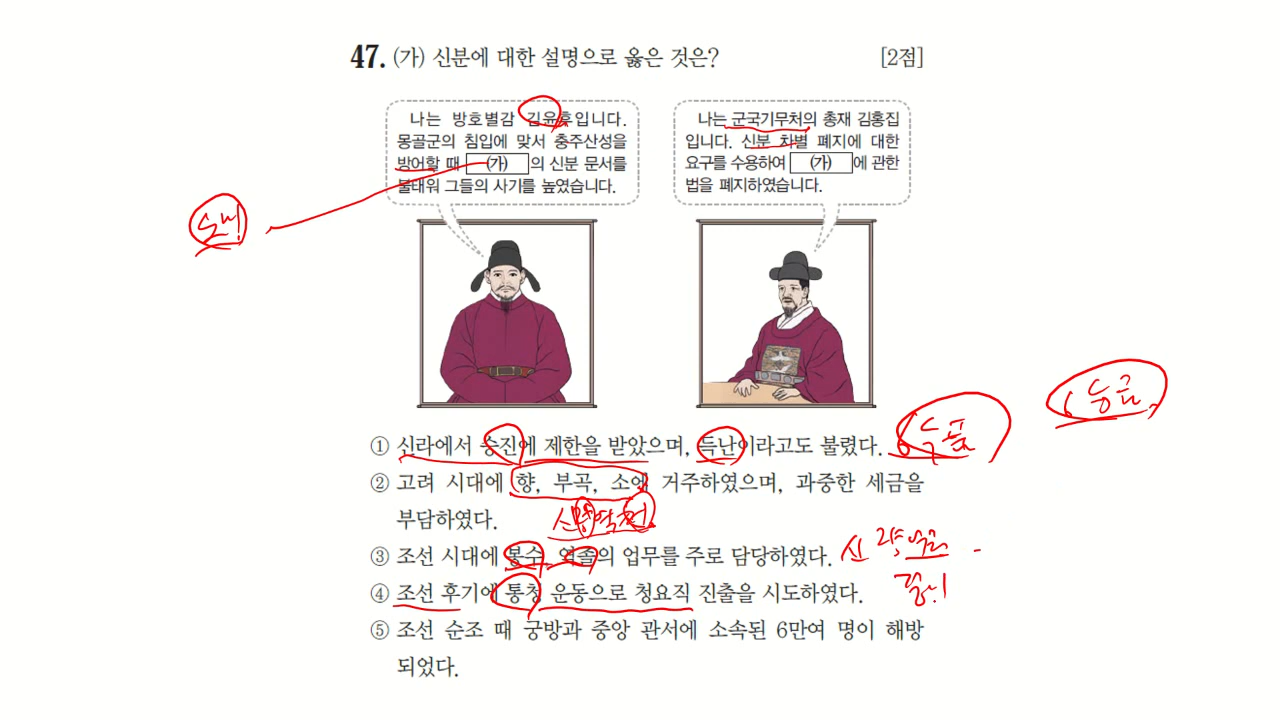 47. (가) 신분에 대한 설명으로 옳은 것은? [2점]
나는 방호별감 김윤후입니다.
몽골군의 침입에 맞서 충주산성을
방어할 때 (가) 의 신분 문서를
불태워 그들의 사기를 높였습니다.
나는 군국기무처의 총재 김홍집
입니다. 신분 차별 폐지에 대한
요구를 수용하여 (가) 에 관한
법을 폐지하였습니다.
노비!
① 신라에서 승진에 제한을 받았으며, 득난이라고도 불렸다.
6두품
6등급
② 고려 시대에 향, 부곡, 소에 거주하였으며, 과중한 세금을
부담하였다.
③ 조선 시대에 봉수, 역졸의 업무를 주로 담당하였다.
④ 조선 후기에 통청 운동으로 청요직 진출을 시도하였다.
⑤ 조선 순조 때 궁방과 중앙 관서에 소속된 6만여 명이 해방
되었다.